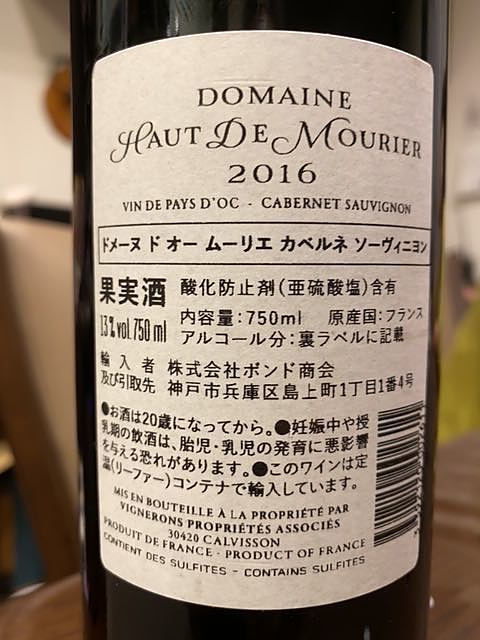 DOMAINE
HAUT DE MOURIER
2016
VIN DE PAYS D'OC - CABERNET SAUVIGNON
ドメーヌ ド オー ムーリエ カベルネ ソーヴィニヨン
果実酒 酸化防止剤(亜硫酸塩)含有
13%vol 750ml 内容量:750ml 原産国:フランス
アルコール分:裏ラベルに記載
輸入者 株式会社ボンド商会
及び引取先 神戸市兵庫区島上町1丁目1番4号
●お酒は20歳になってから。●妊娠中や授
乳期の飲酒は、胎児・乳児の発育に悪影響
を与える恐れがあります。●このワインは定
温(リーファー)コンテナで輸入しています。
MIS EN BOUTEILLE À LA PROPRIÉTÉ PAR
VIGNERONS PROPRIÉTÉS ASSOCIÉS
30420 CALVISSON
PRODUIT DE FRANCE - PRODUCT OF FRANCE
CONTIENT DES SULFITES - CONTAINS SULFITES